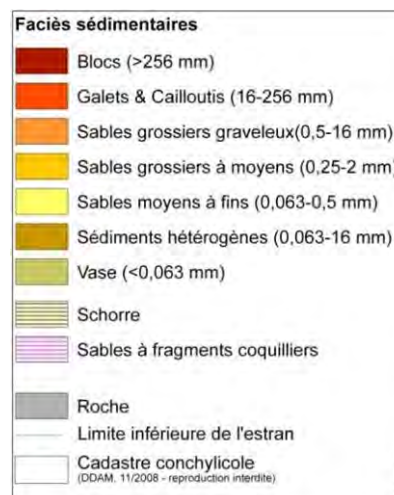 Faciès sédimentaires
Blocs (>256 mm)
Galets & Cailloutis (16-256 mm)
Sables grossiers graveleux(0,5-16 mm)
Sables grossiers à moyens (0,25-2 mm)
Sables moyens à fins (0,063-0,5 mm)
Sédiments hétérogènes (0,063-16 mm)
Vase (<0,063 mm)
Schorre
Sables à fragments coquilliers
Roche
Limite inférieure de l'estran
Cadastre conchylicole
(DDAM, 11/2008 - reproduction interdite)